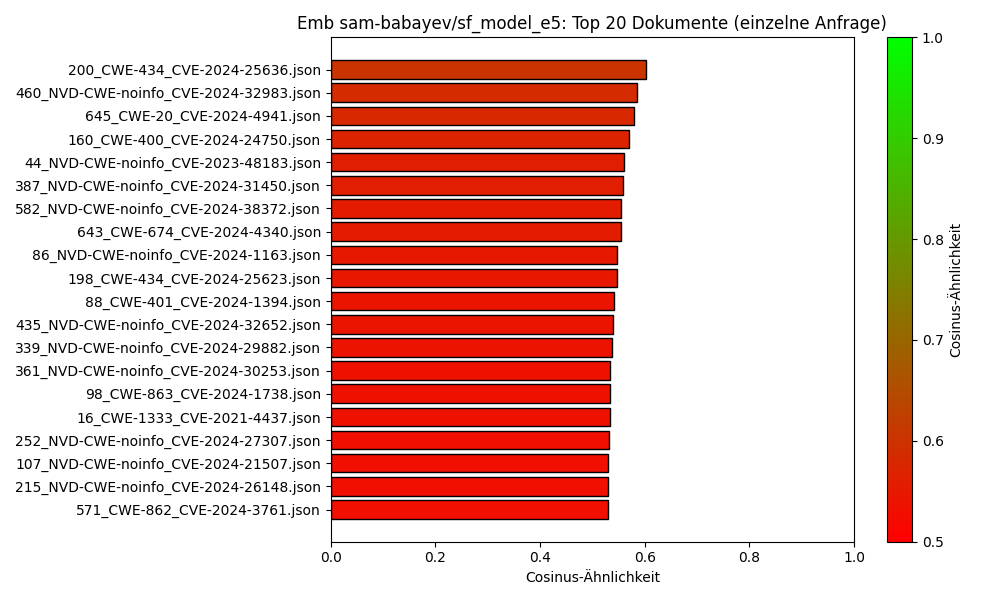 Emb sam-babayev/sf_model_e5: Top 20 Dokumente (einzelne Anfrage)
200_CWE-434_CVE-2024-25636.json
460_NVD-CWE-noinfo_CVE-2024-32983.json
645_CWE-20_CVE-2024-4941.json
160_CWE-400_CVE-2024-24750.json
44_NVD-CWE-noinfo_CVE-2023-48183.json
387_NVD-CWE-noinfo_CVE-2024-31450.json
582_NVD-CWE-noinfo_CVE-2024-38372.json
643_CWE-674_CVE-2024-4340.json
86_NVD-CWE-noinfo_CVE-2024-1163.json
198_CWE-434_CVE-2024-25623.json
88_CWE-401_CVE-2024-1394.json
435_NVD-CWE-noinfo_CVE-2024-32652.json
339_NVD-CWE-noinfo_CVE-2024-29882.json
361_NVD-CWE-noinfo_CVE-2024-30253.json
98_CWE-863_CVE-2024-1738.json
16_CWE-1333_CVE-2021-4437.json
252_NVD-CWE-noinfo_CVE-2024-27307.json
107_NVD-CWE-noinfo_CVE-2024-21507.json
215_NVD-CWE-noinfo_CVE-2024-26148.json
571_CWE-862_CVE-2024-3761.json
0.0 0.2 0.4 0.6 0.8 1.0
Cosinus-Ähnlichkeit
1.0
0.9
0.8
0.7
0.6
0.5
Cosinus-Ähnlichkeit